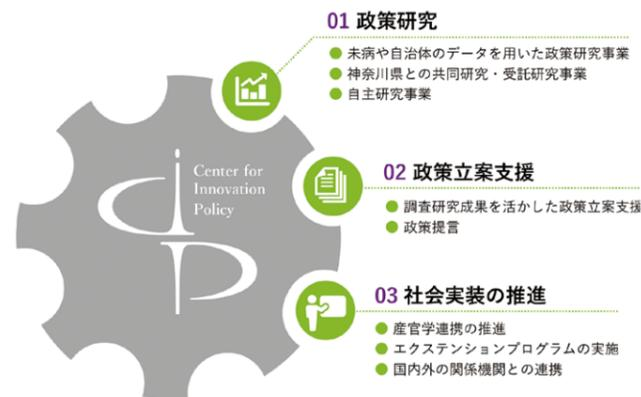 01 政策研究
● 未病や自治体のデータを用いた政策研究事業
● 神奈川県との共同研究・受託研究事業
● 自主研究事業
Center for
Innovation
Policy
02 政策立案支援
● 調査研究成果を活かした政策立案支援
● 政策提言
03 社会実装の推進
● 産官学連携の推進
● エクステンションプログラムの実施
● 国内外の関係機関との連携